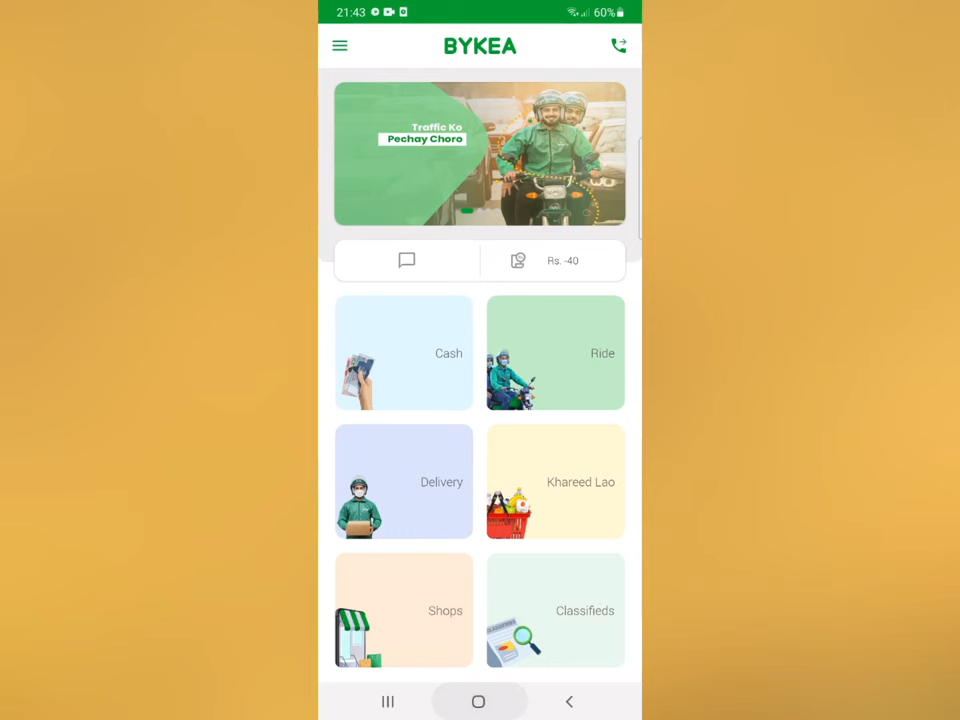 21:43
60%
BYKEA
Traffic Ko
Pechay Choro
Rs. -40
Cash
Ride
Delivery
Khareed Lao
Shops
Classifieds